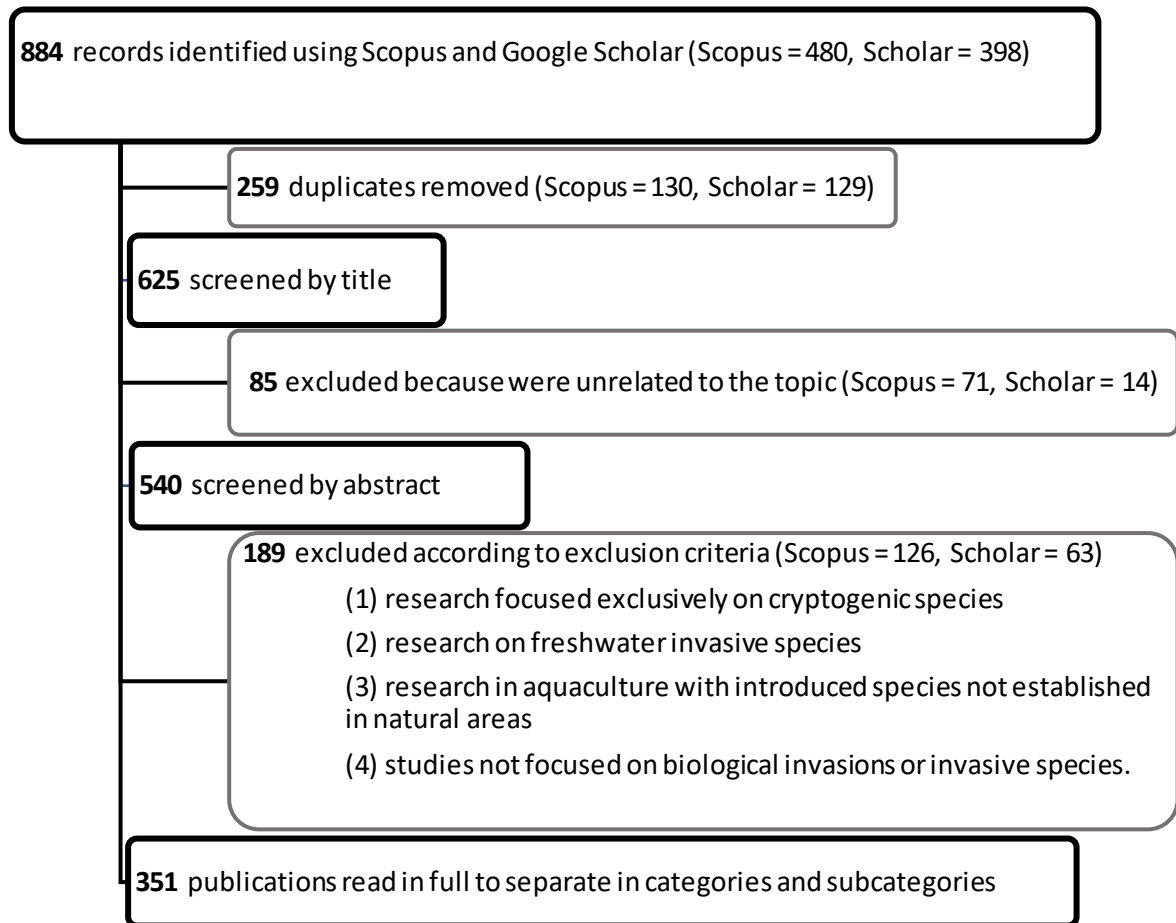 884 records identified using Scopus and Google Scholar (Scopus = 480, Scholar = 398)
259 duplicates removed (Scopus = 130, Scholar = 129)
625 screened by title
85 excluded because were unrelated to the topic (Scopus = 71, Scholar = 14)
540 screened by abstract
189 excluded according to exclusion criteria (Scopus = 126, Scholar = 63)
(1) research focused exclusively on cryptogenic species
(2) research on freshwater invasive species
(3) research in aquaculture with introduced species not established
in natural areas
(4) studies not focused on biological invasions or invasive species.
351 publications read in full to separate in categories and subcategories